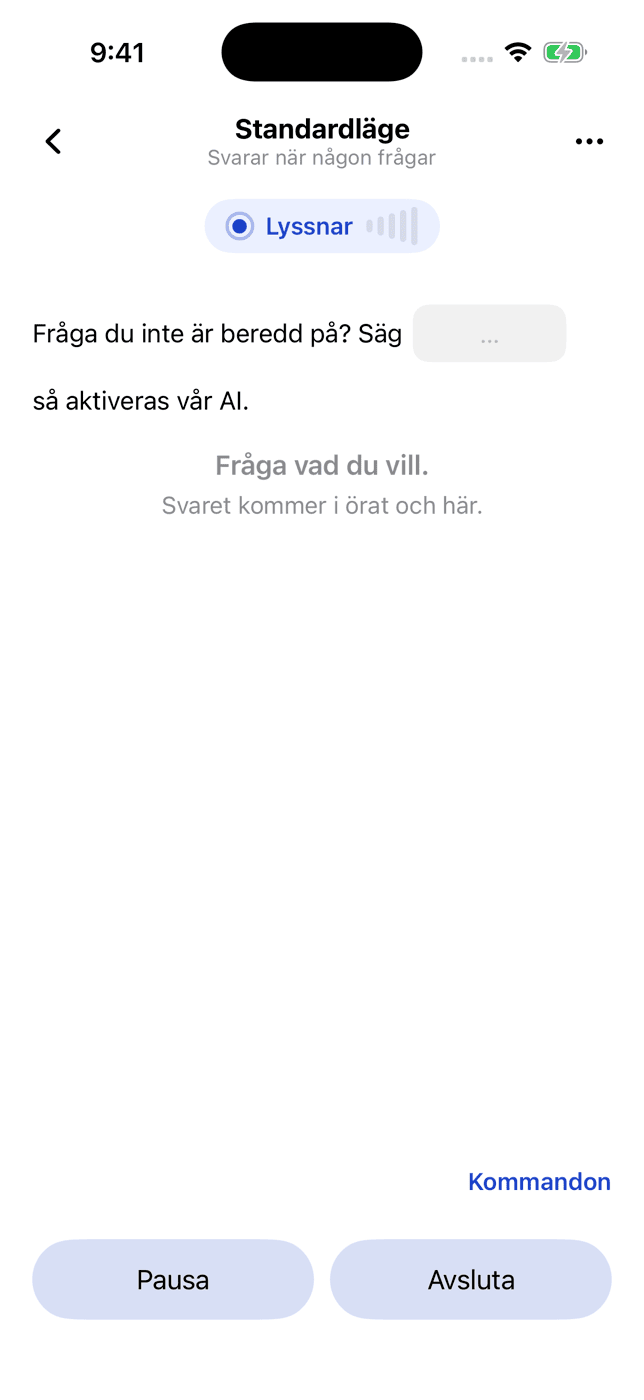 9:41
Standardläge
Svarar när någon frågar
Lyssnar
Fråga du inte är beredd på? Säg ...
så aktiveras vår AI.
Fråga vad du vill.
Svaret kommer i örat och här.
Kommandon
Pausa
Avsluta